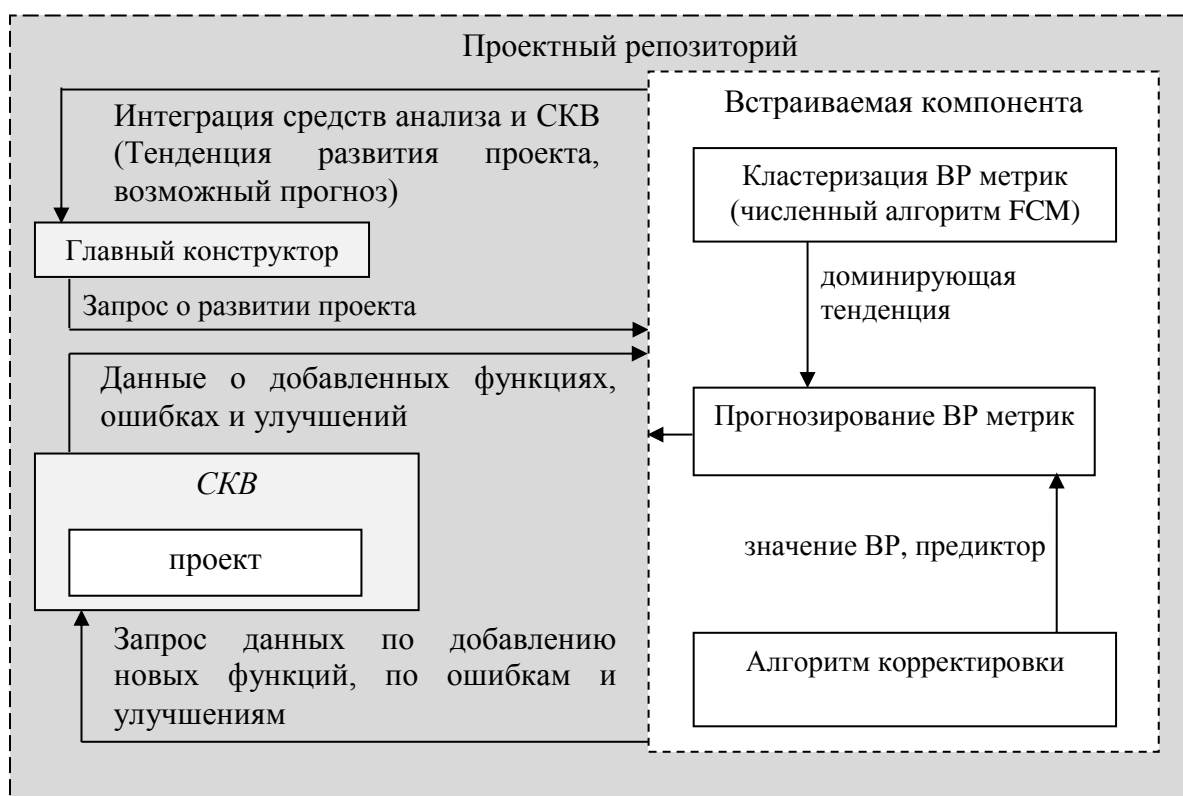 Проектный репозиторий
Интеграция средств анализа и СКВ
(Тенденция развития проекта,
возможный прогноз)
Главный конструктор
Запрос о развитии проекта
Данные о добавленных функциях,
ошибках и улучшений
СКВ
проект
Запрос данных по добавлению
новых функций, по ошибкам и
улучшениям
Встраиваемая компонента
Кластеризация ВР метрик
(численный алгоритм FCM)
доминирующая
тенденция
Прогнозирование ВР метрик
значение ВР, предиктор
Алгоритм корректировки